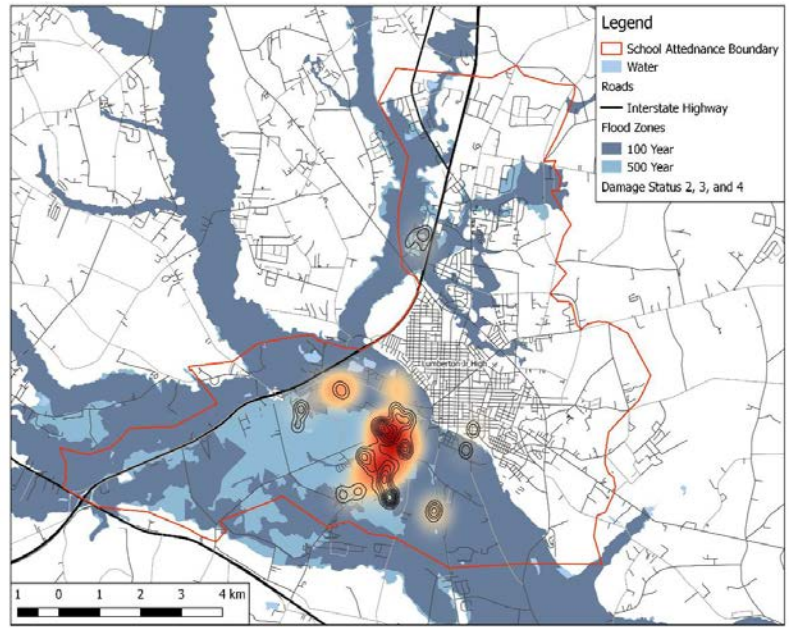 Legend
School Attednance Boundary
Water
Roads
Interstate Highway
Flood Zones
100 Year
500 Year
Damage Status 2, 3, and 4
Lumberton Jr High
1 0 1 2 3 4 km